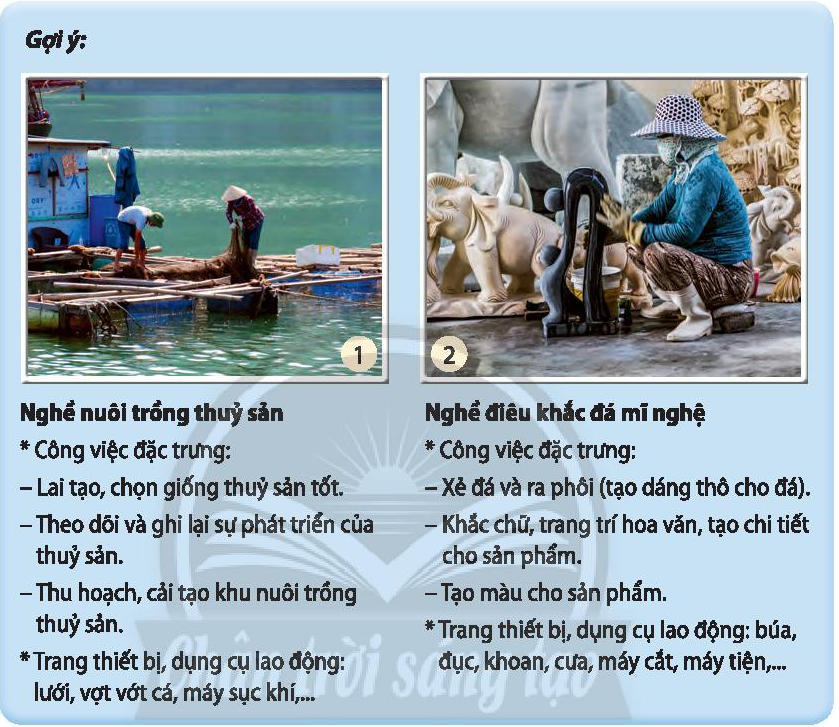 Gợi ý:
1
2
Nghề nuôi trồng thuỷ sản
* Công việc đặc trưng:
– Lai tạo, chọn giống thuỷ sản tốt.
– Theo dõi và ghi lại sự phát triển của
thuỷ sản.
– Thu hoạch, cải tạo khu nuôi trồng
thuỷ sản.
* Trang thiết bị, dụng cụ lao động:
lưới, vợt vớt cá, máy sục khí,...
Nghề điêu khắc đá mĩ nghệ
* Công việc đặc trưng:
– Xẻ đá và ra phôi (tạo dáng thô cho đá).
– Khắc chữ, trang trí hoa văn, tạo chi tiết
cho sản phẩm.
– Tạo màu cho sản phẩm.
* Trang thiết bị, dụng cụ lao động: búa,
đục, khoan, cưa, máy cắt, máy tiện,...
Chân trời sáng tạo